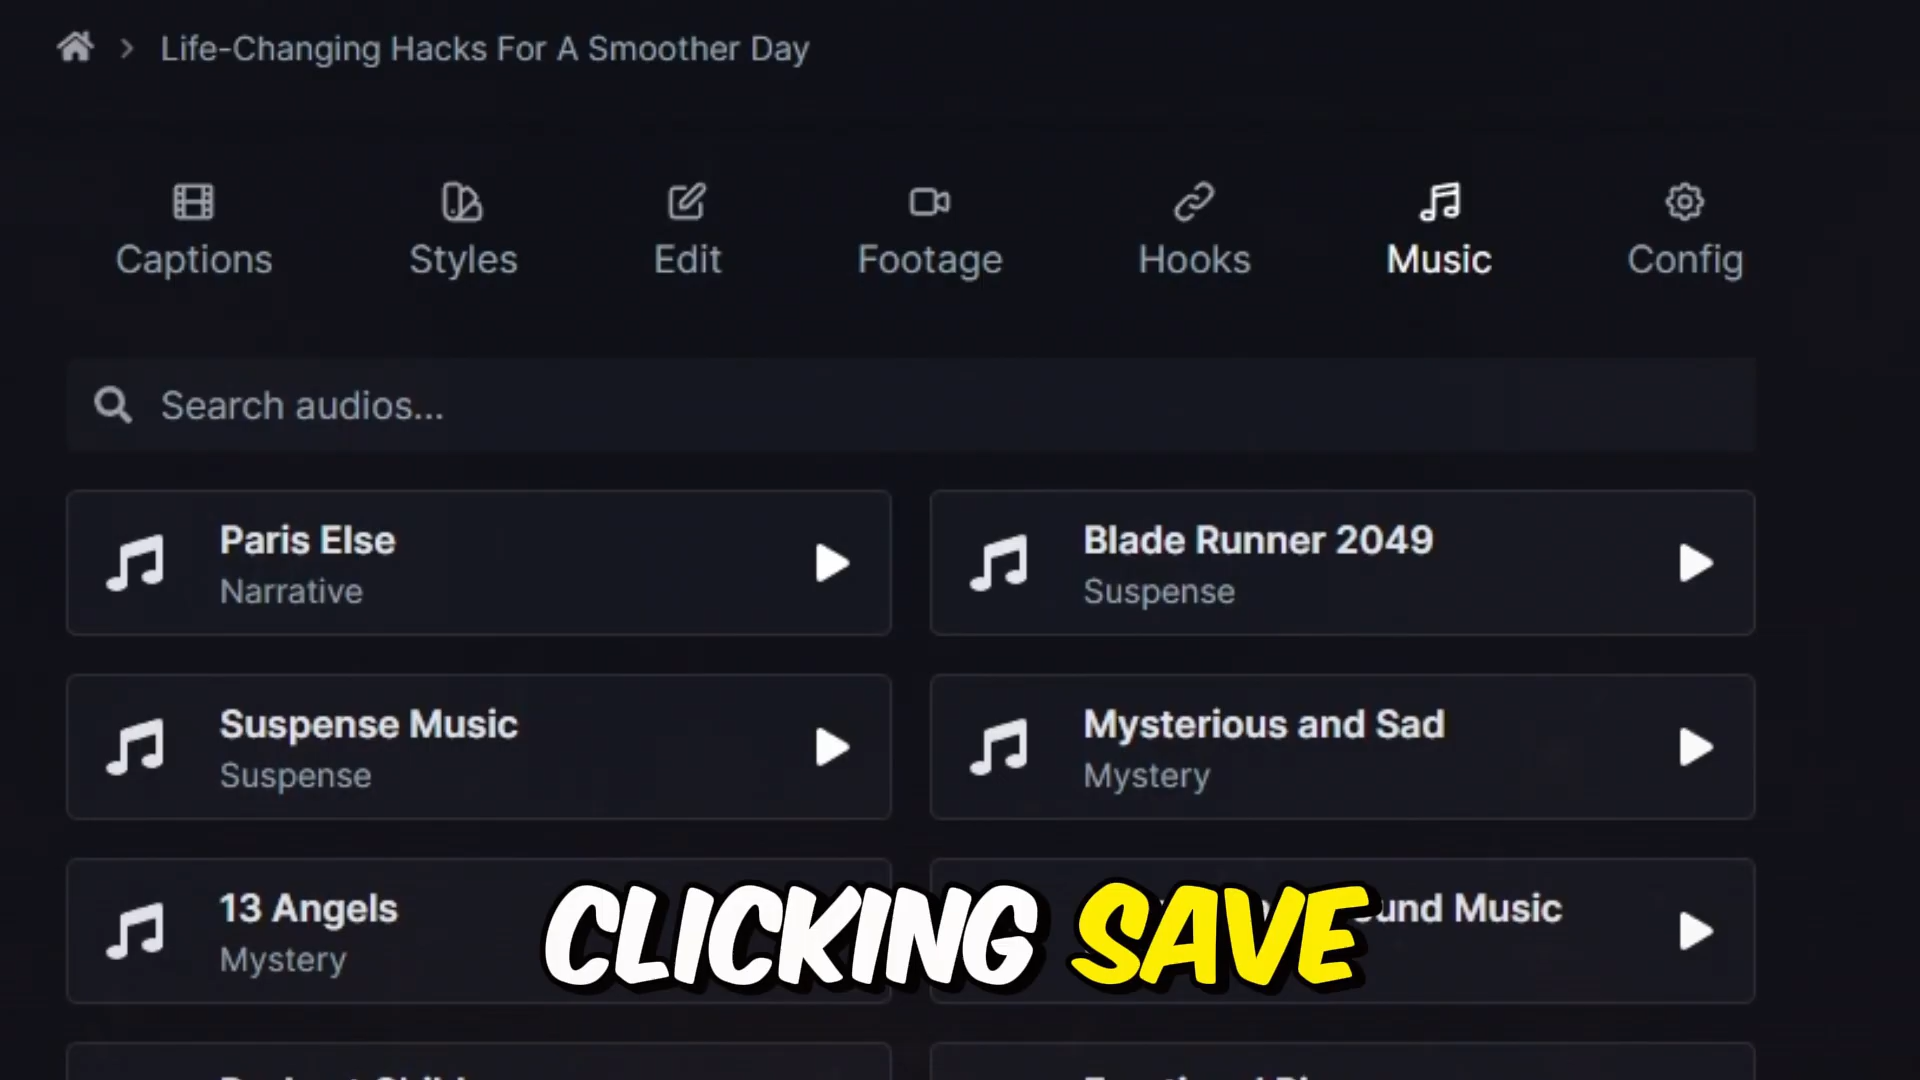 Life-Changing Hacks For A Smoother Day
Captions
Styles
Edit
Footage
Hooks
Music
Config
Search audios...
Paris Else
Narrative
Blade Runner 2049
Suspense
Suspense Music
Suspense
Mysterious and Sad
Mystery
13 Angels
Mystery
Music
CLICKING SAVE